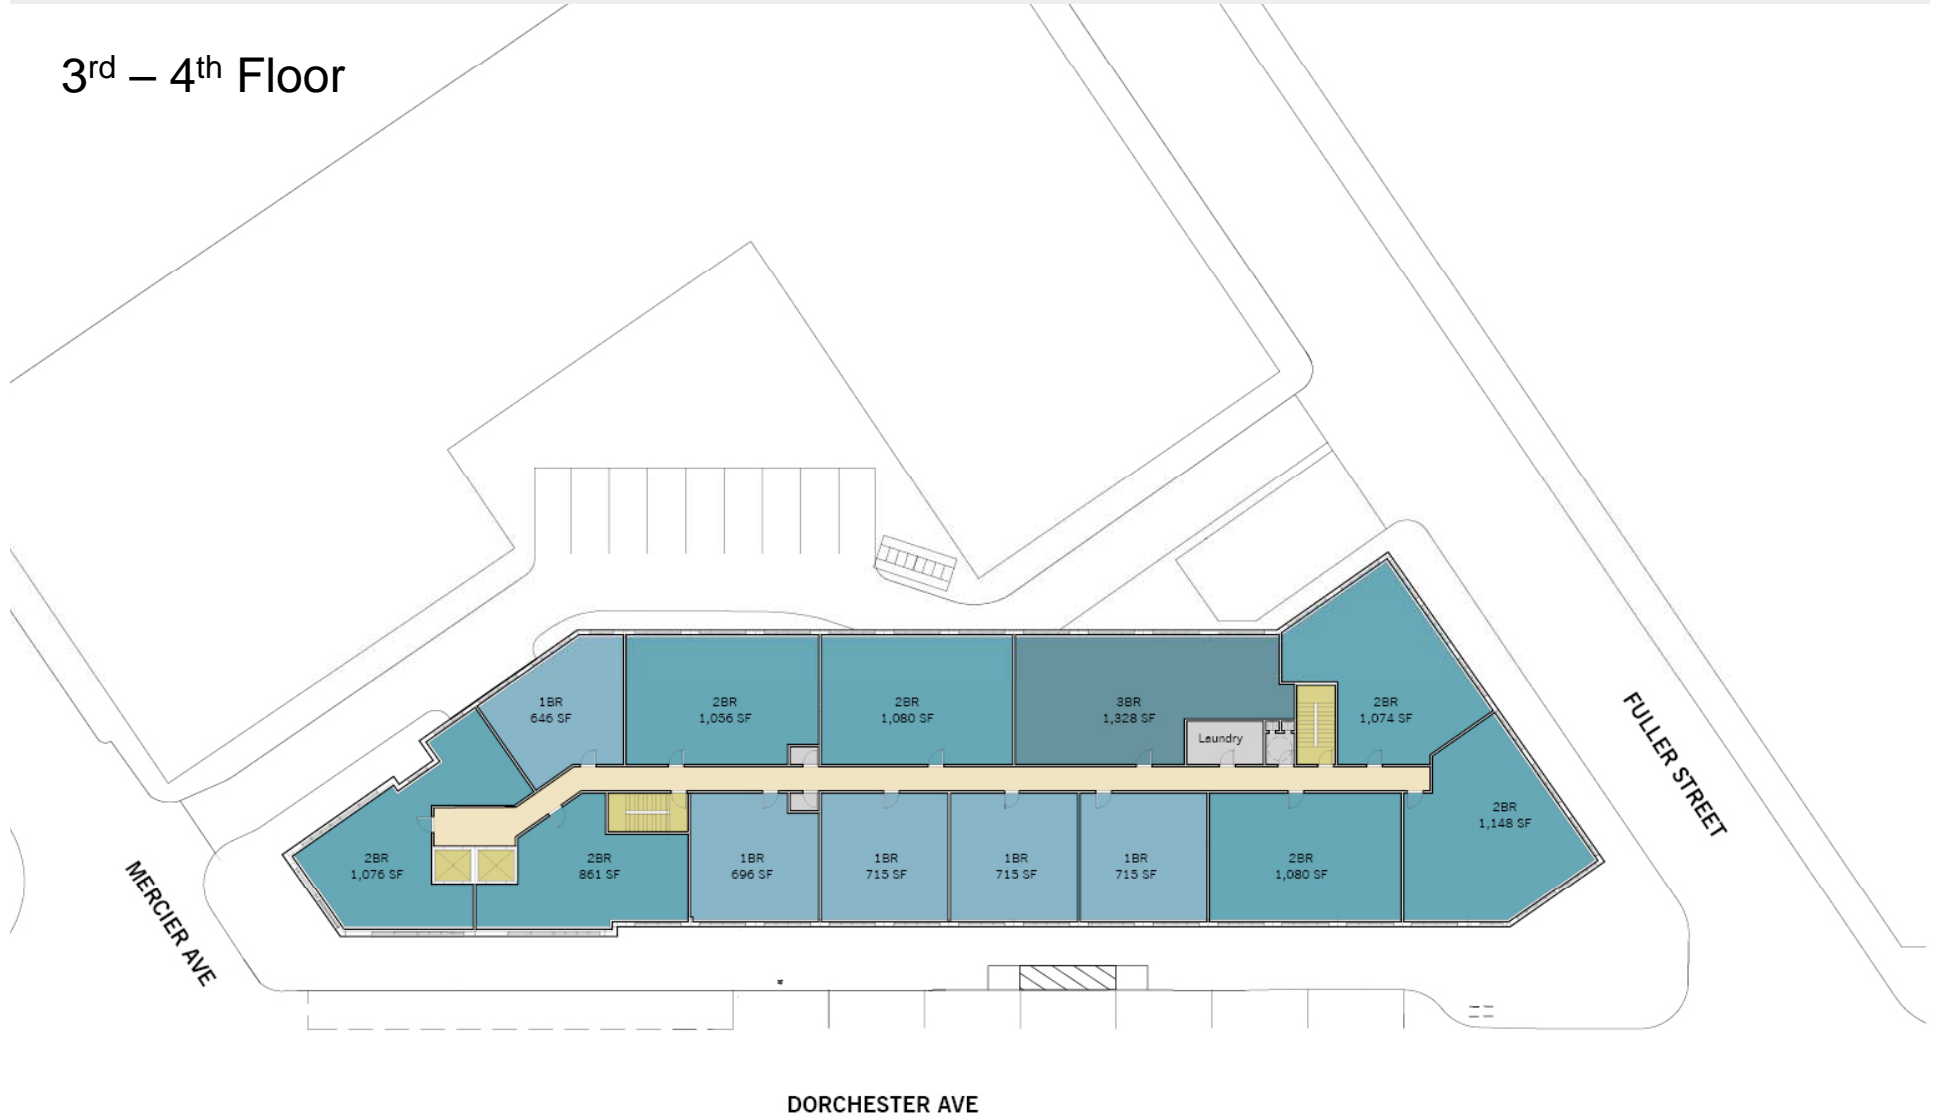 3rd – 4th Floor
1BR
646 SF
2BR
1,056 SF
2BR
1,080 SF
3BR
1,328 SF
Laundry
2BR
1,074 SF
2BR
1,148 SF
2BR
1,076 SF
2BR
861 SF
1BR
696 SF
1BR
715 SF
1BR
715 SF
1BR
715 SF
2BR
1,080 SF
MERCIER AVE
FULLER STREET
DORCHESTER AVE